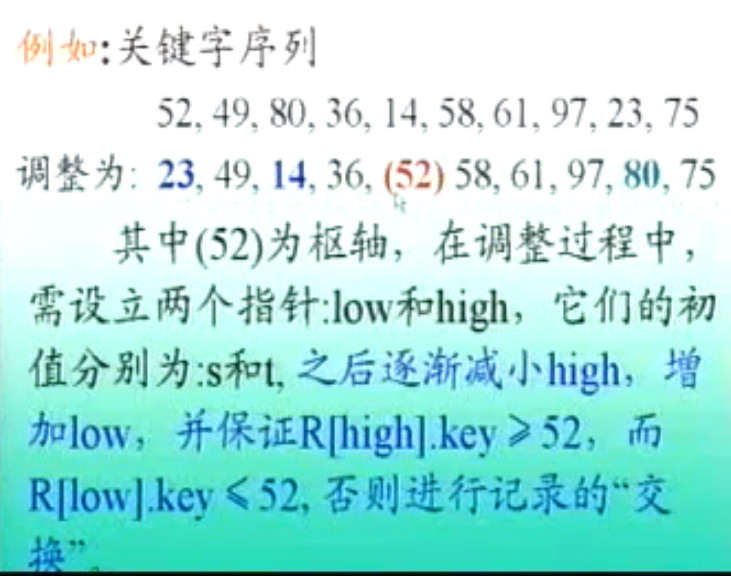 例如:关键字序列
52, 49, 80, 36, 14, 58, 61, 97, 23, 75
调整为: 23, 49, 14, 36, (52) 58, 61, 97, 80, 75
其中(52)为枢轴，在调整过程中，
需设立两个指针:low和high，它们的初
值分别为:s和t, 之后逐渐减小high，增
加low，并保证R[high].key≥52，而
R[low].key≤52, 否则进行记录的“交
换”。